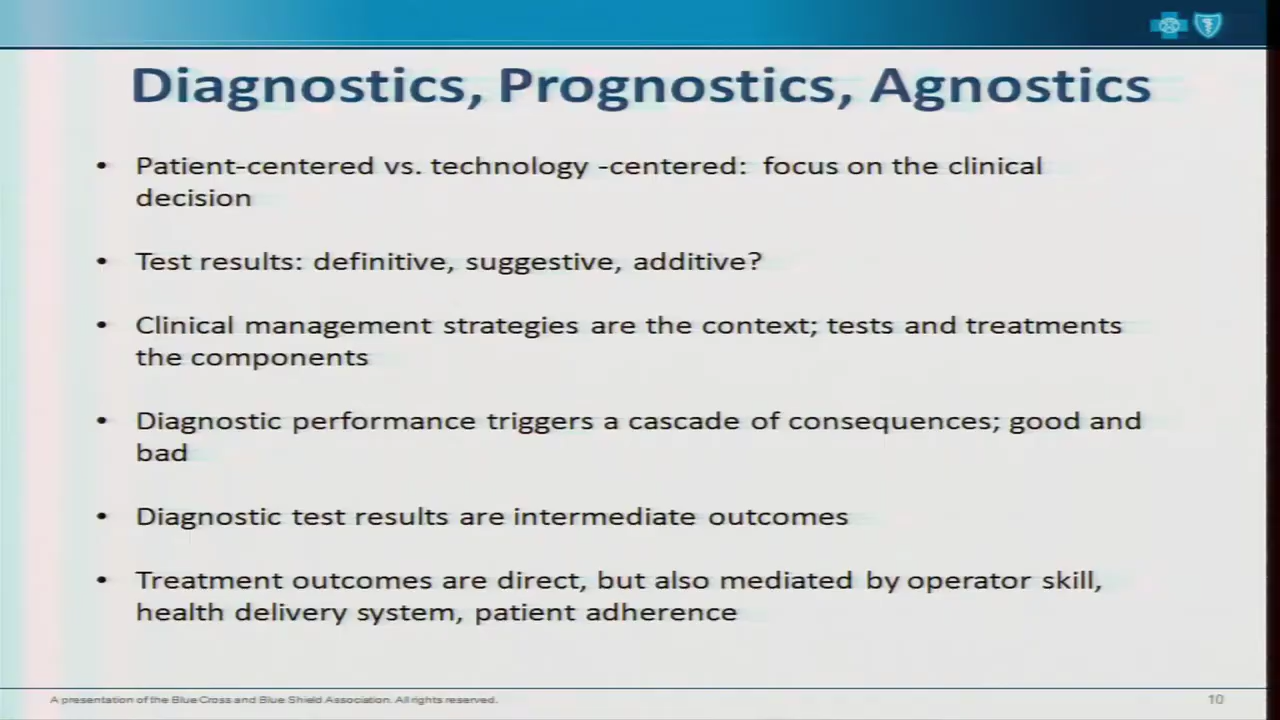 Diagnostics, Prognostics, Agnostics
• Patient-centered vs. technology -centered: focus on the clinical
decision
• Test results: definitive, suggestive, additive?
• Clinical management strategies are the context; tests and treatments
the components
• Diagnostic performance triggers a cascade of consequences; good and
bad
• Diagnostic test results are intermediate outcomes
• Treatment outcomes are direct, but also mediated by operator skill,
health delivery system, patient adherence
A presentation of the Blue Cross and Blue Shield Association. All rights reserved.
10